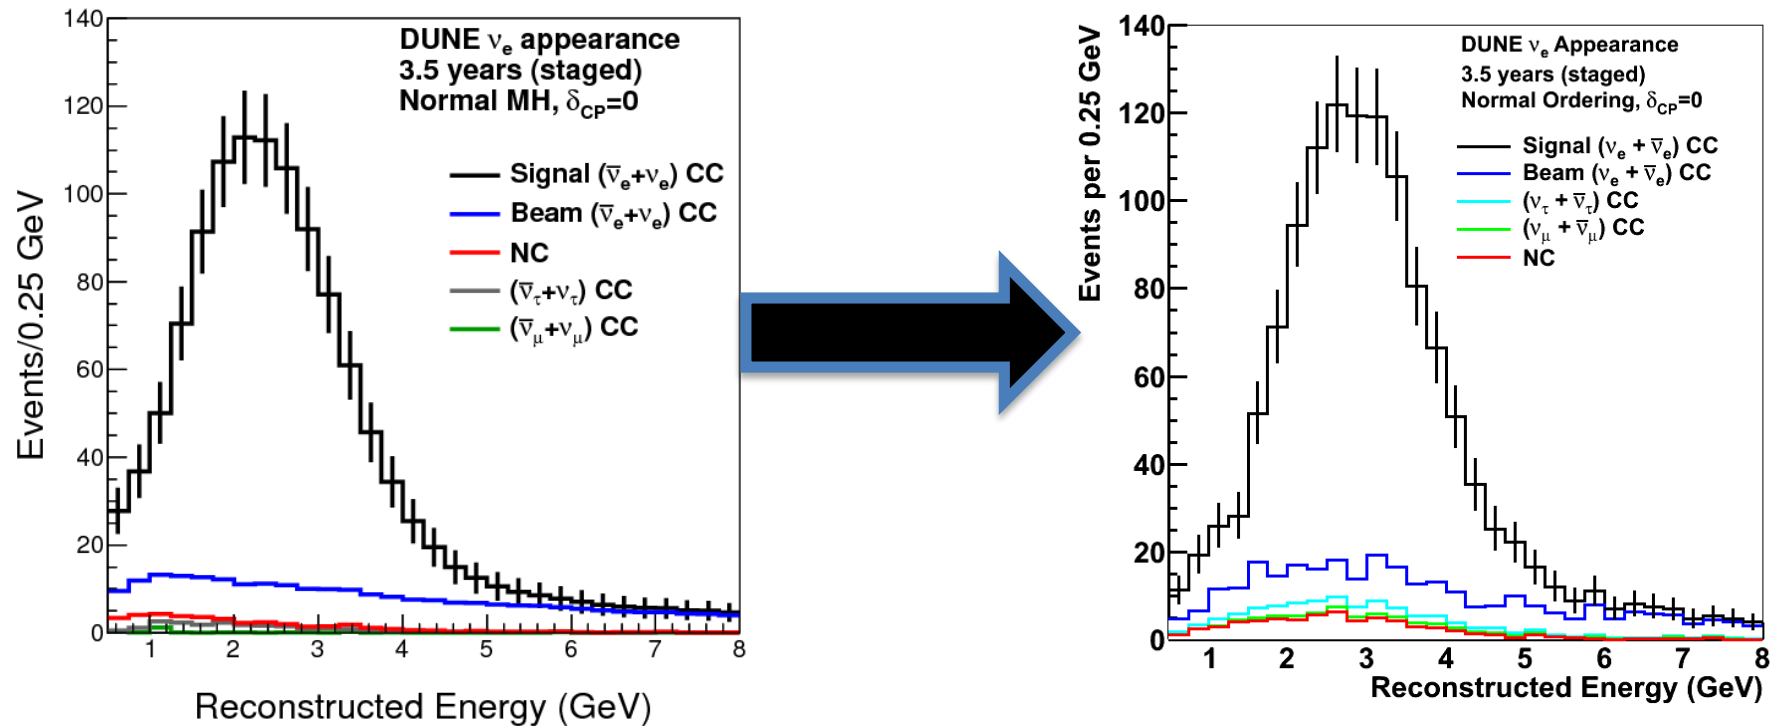 DUNE νe appearance
3.5 years (staged)
Normal MH, δCP=0
Signal (ν̅e+νe) CC
Beam (ν̅e+νe) CC
NC
(ν̅τ+ντ) CC
(ν̅μ+νμ) CC
Events/0.25 GeV
140
120
100
80
60
40
20
0
1 2 3 4 5 6 7 8
Reconstructed Energy (GeV)
DUNE νe Appearance
3.5 years (staged)
Normal Ordering, δCP=0
Signal (νe + ν̅e) CC
Beam (νe + ν̅e) CC
(ντ + ν̅τ) CC
(νμ + ν̅μ) CC
NC
Events per 0.25 GeV
140
120
100
80
60
40
20
0
1 2 3 4 5 6 7 8
Reconstructed Energy (GeV)